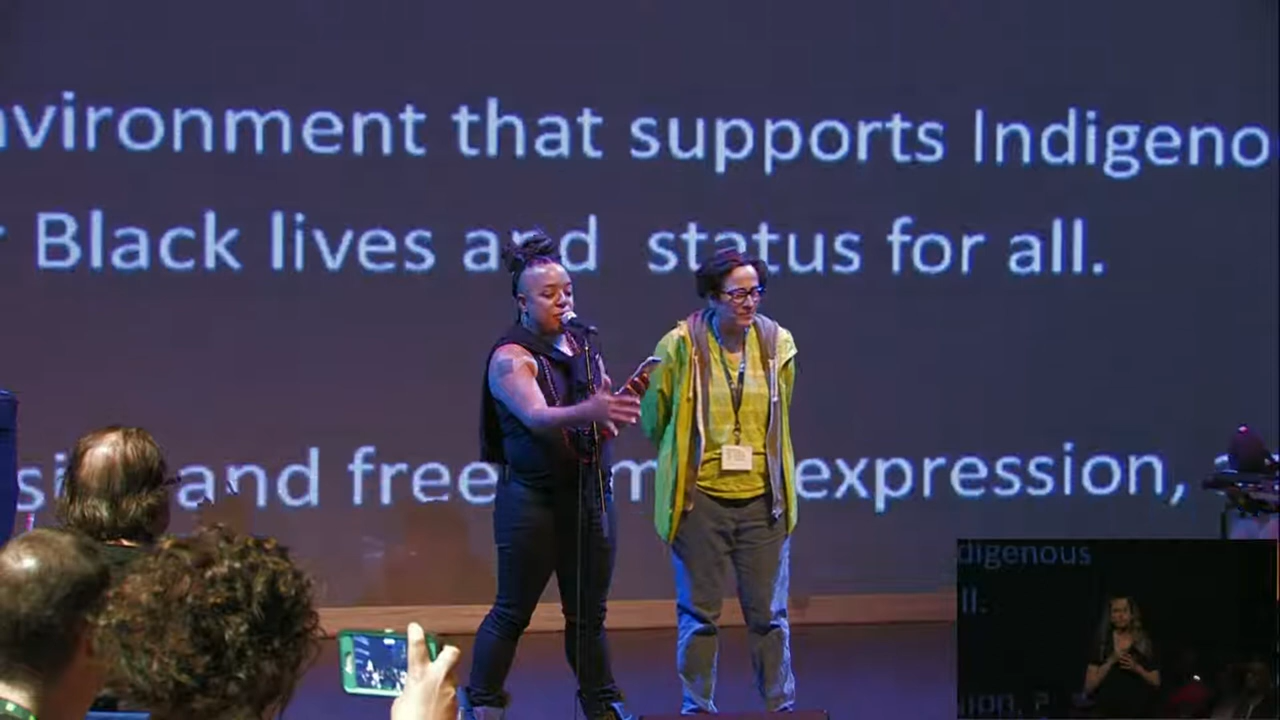 nvironment that supports Indigeno
Black lives and status for all.
and free m expression,
digenous
ll.